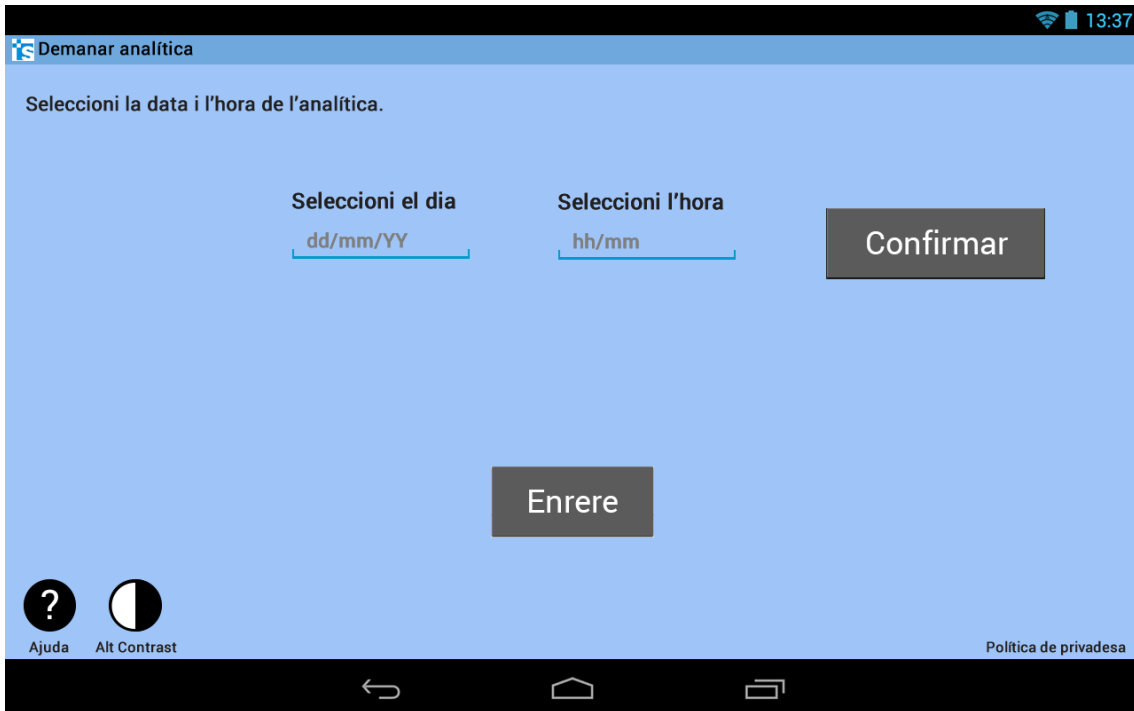 13:37
Demanar analítica
Seleccioni la data i l'hora de l'analítica.
Seleccioni el dia
Seleccioni l'hora
dd/mm/YY
hh/mm
Confirmar
Enrere
?
Ajuda
Alt Contrast
Política de privadesa